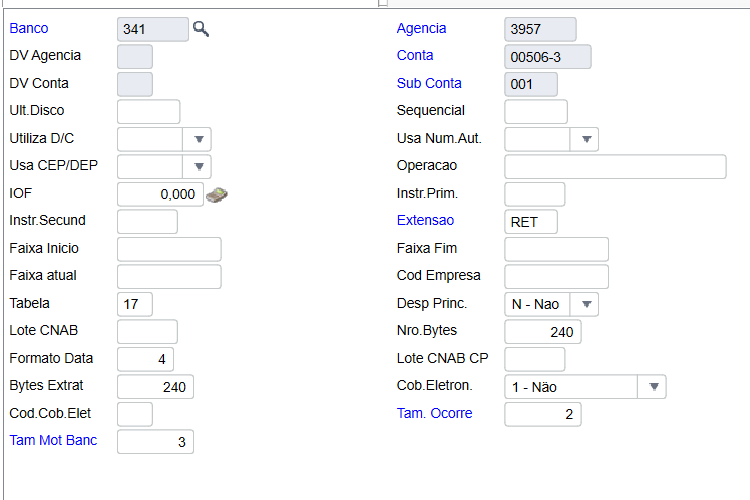 Banco 341 Agencia 3957
DV Agencia Conta 00506-3
DV Conta Sub Conta 001
Ult.Disco Sequencial
Utiliza D/C Usa Num.Aut.
Usa CEP/DEP Operacao
IOF 0,000 Instr.Prim.
Instr.Secund Extensao RET
Faixa Inicio Faixa Fim
Faixa atual Cod Empresa
Tabela 17 Desp Princ. N - Nao
Lote CNAB Nro.Bytes 240
Formato Data 4 Lote CNAB CP
Bytes Extrat 240 Cob.Eletron. 1 - Não
Cod.Cob.Elet Tam. Ocorre 2
Tam Mot Banc 3